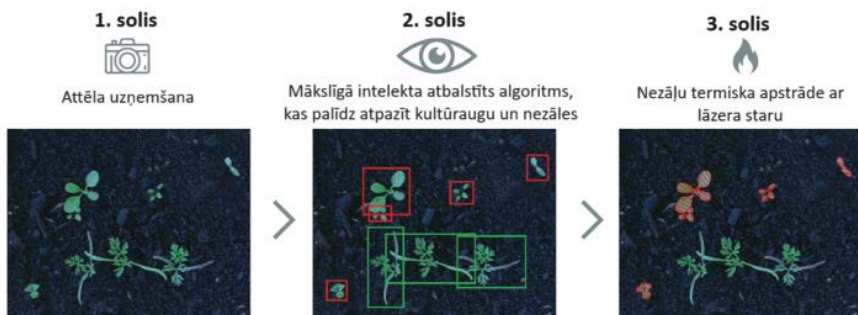 1. solis
Attēla uzņemšana
2. solis
Mākslīgā intelekta atbalstīts algoritms,
kas palīdz atpazīt kultūraugu un nezāles
3. solis
Nezāļu termiska apstrāde ar
lāzera staru